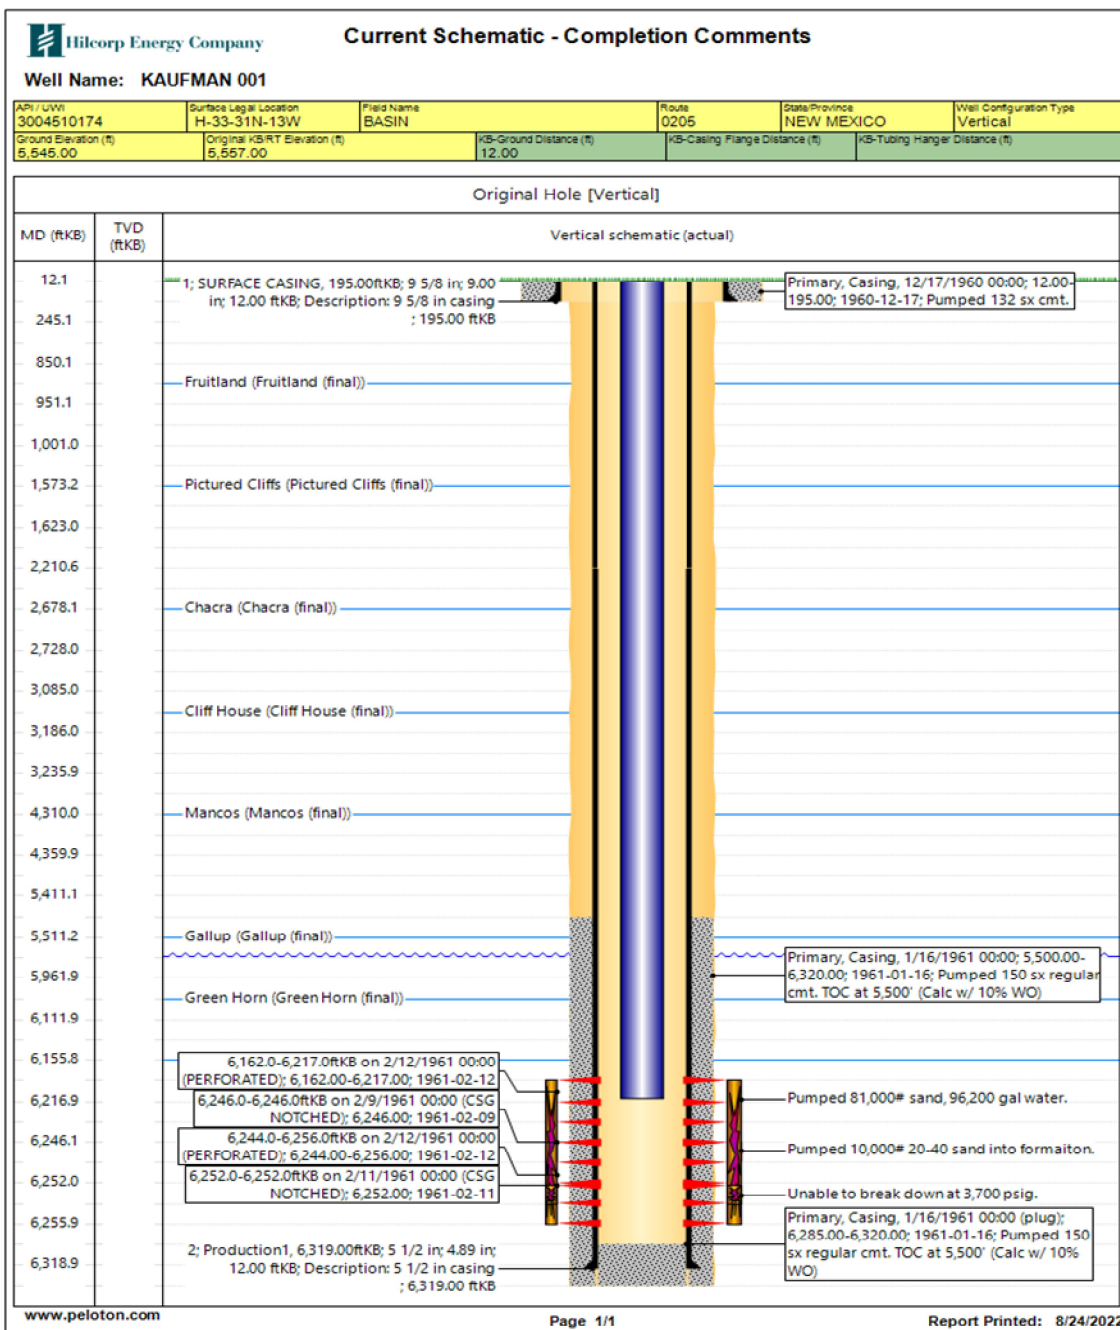 Hilcorp Energy Company
Current Schematic - Completion Comments
Well Name: KAUFMAN 001
API / UWI
3004510174
Surface Legal Location
H-33-31N-13W
Field Name
BASIN
Route
0205
State/Province
NEW MEXICO
Well Configuration Type
Vertical
Ground Elevation (ft)
5,545.00
Original KB/RT Elevation (ft)
5,557.00
KB-Ground Distance (ft)
12.00
KB-Casing Flange Distance (ft)
KB-Tubing Hanger Distance (ft)
Original Hole [Vertical]
MD (ftKB)
TVD
(ftKB)
Vertical schematic (actual)
12.1
245.1
850.1
951.1
1,001.0
1,573.2
1,623.0
2,210.6
2,678.1
2,728.0
3,085.0
3,186.0
3,235.9
4,310.0
4,359.9
5,411.1
5,511.2
5,961.9
6,111.9
6,155.8
6,216.9
6,246.1
6,252.0
6,255.9
6,318.9
1; SURFACE CASING, 195.00ftKB; 9 5/8 in; 9.00
in; 12.00 ftKB; Description: 9 5/8 in casing
; 195.00 ftKB
Primary, Casing, 12/17/1960 00:00; 12.00-
195.00; 1960-12-17; Pumped 132 sx cmt.
Fruitland (Fruitland (final))
Pictured Cliffs (Pictured Cliffs (final))
Chacra (Chacra (final))
Cliff House (Cliff House (final))
Mancos (Mancos (final))
Gallup (Gallup (final))
Primary, Casing, 1/16/1961 00:00; 5,500.00-
6,320.00; 1961-01-16; Pumped 150 sx regular
cmt. TOC at 5,500' (Calc w/ 10% WO)
Green Horn (Green Horn (final))
6,162.0-6,217.0ftKB on 2/12/1961 00:00
(PERFORATED); 6,162.00-6,217.00; 1961-02-12
6,246.0-6,246.0ftKB on 2/9/1961 00:00 (CSG
NOTCHED); 6,246.00; 1961-02-09
6,244.0-6,256.0ftKB on 2/12/1961 00:00
(PERFORATED); 6,244.00-6,256.00; 1961-02-12
6,252.0-6,252.0ftKB on 2/11/1961 00:00 (CSG
NOTCHED); 6,252.00; 1961-02-11
Pumped 81,000# sand, 96,200 gal water.
Pumped 10,000# 20-40 sand into formaiton.
Unable to break down at 3,700 psig.
Primary, Casing, 1/16/1961 00:00 (plug);
6,285.00-6,320.00; 1961-01-16; Pumped 150
sx regular cmt. TOC at 5,500' (Calc w/ 10%
WO)
2; Production1, 6,319.00ftKB; 5 1/2 in; 4.89 in;
12.00 ftKB; Description: 5 1/2 in casing
; 6,319.00 ftKB
www.peloton.com
Page 1/1
Report Printed: 8/24/2022